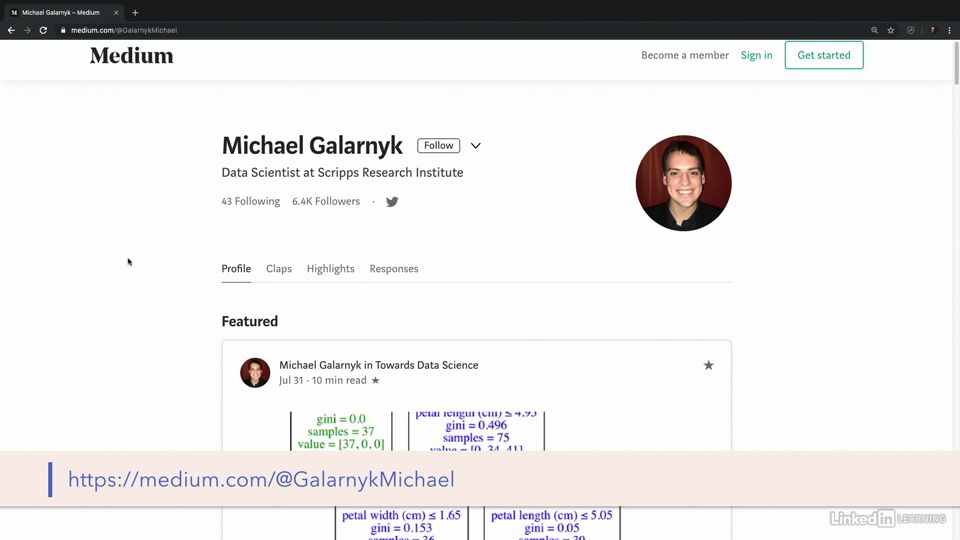 Michael Galarnyk – Medium
medium.com/@GalarnykMichael
Medium
Become a member Sign in Get started
Michael Galarnyk Follow
Data Scientist at Scripps Research Institute
43 Following 6.4K Followers ·
Profile Claps Highlights Responses
Featured
Michael Galarnyk in Towards Data Science
Jul 31 · 10 min read ★
gini = 0.0
samples = 37
value = [37, 0, 0]
petal length (cm) ≤ 4.95
gini = 0.496
samples = 75
value = [0, 34, 41]
https://medium.com/@GalarnykMichael
petal width (cm) ≤ 1.65
gini = 0.153
petal length (cm) ≤ 5.05
gini = 0.05
LinkedIn LEARNING